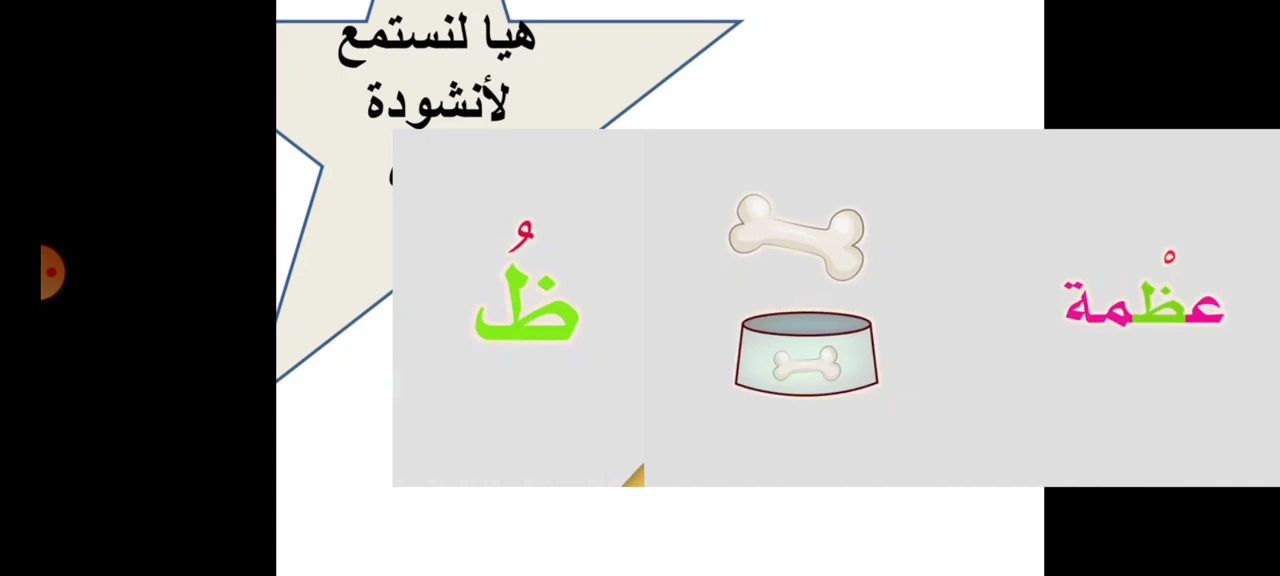 هيا لنستمع
لأنشودة
ظُ
عظْمة